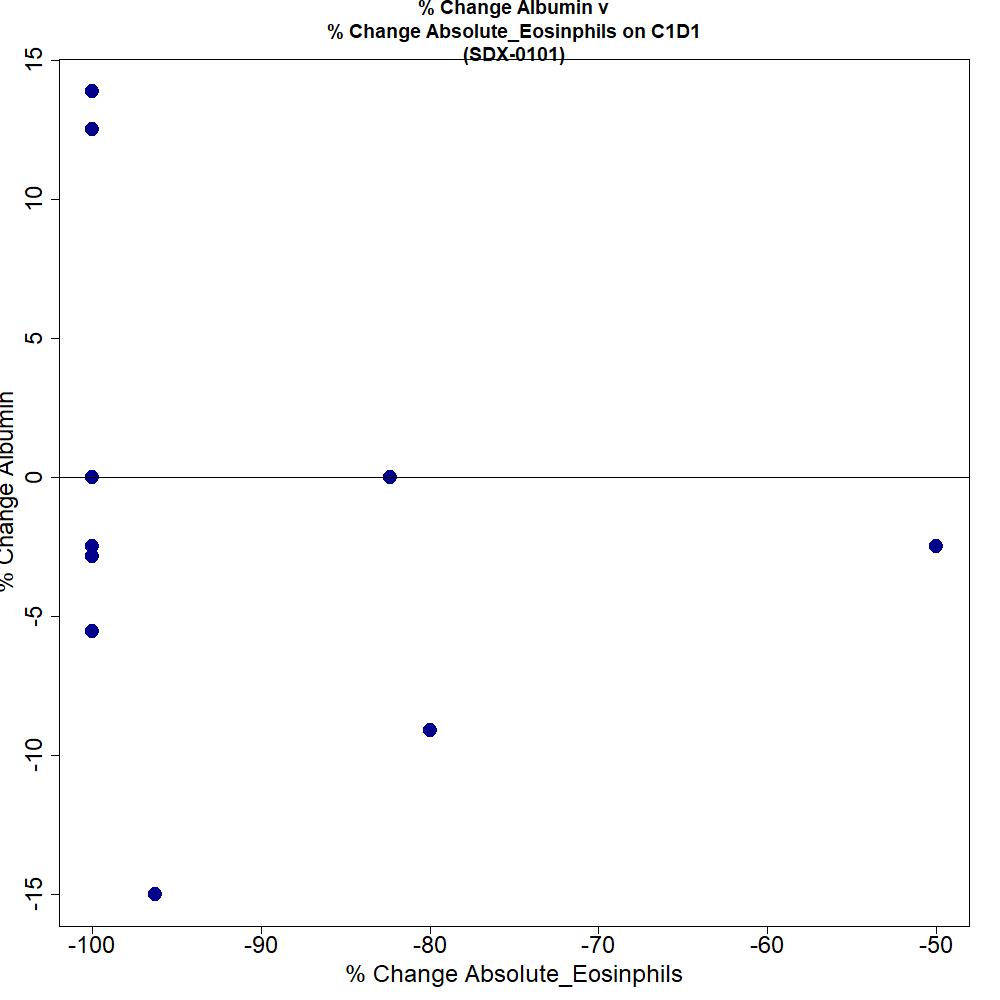 % Change Albumin v
% Change Absolute_Eosinphils on C1D1
(SDX-0101)
15
10
5
0
-5
-10
-15
% Change Albumin
-100 -90 -80 -70 -60 -50
% Change Absolute_Eosinphils